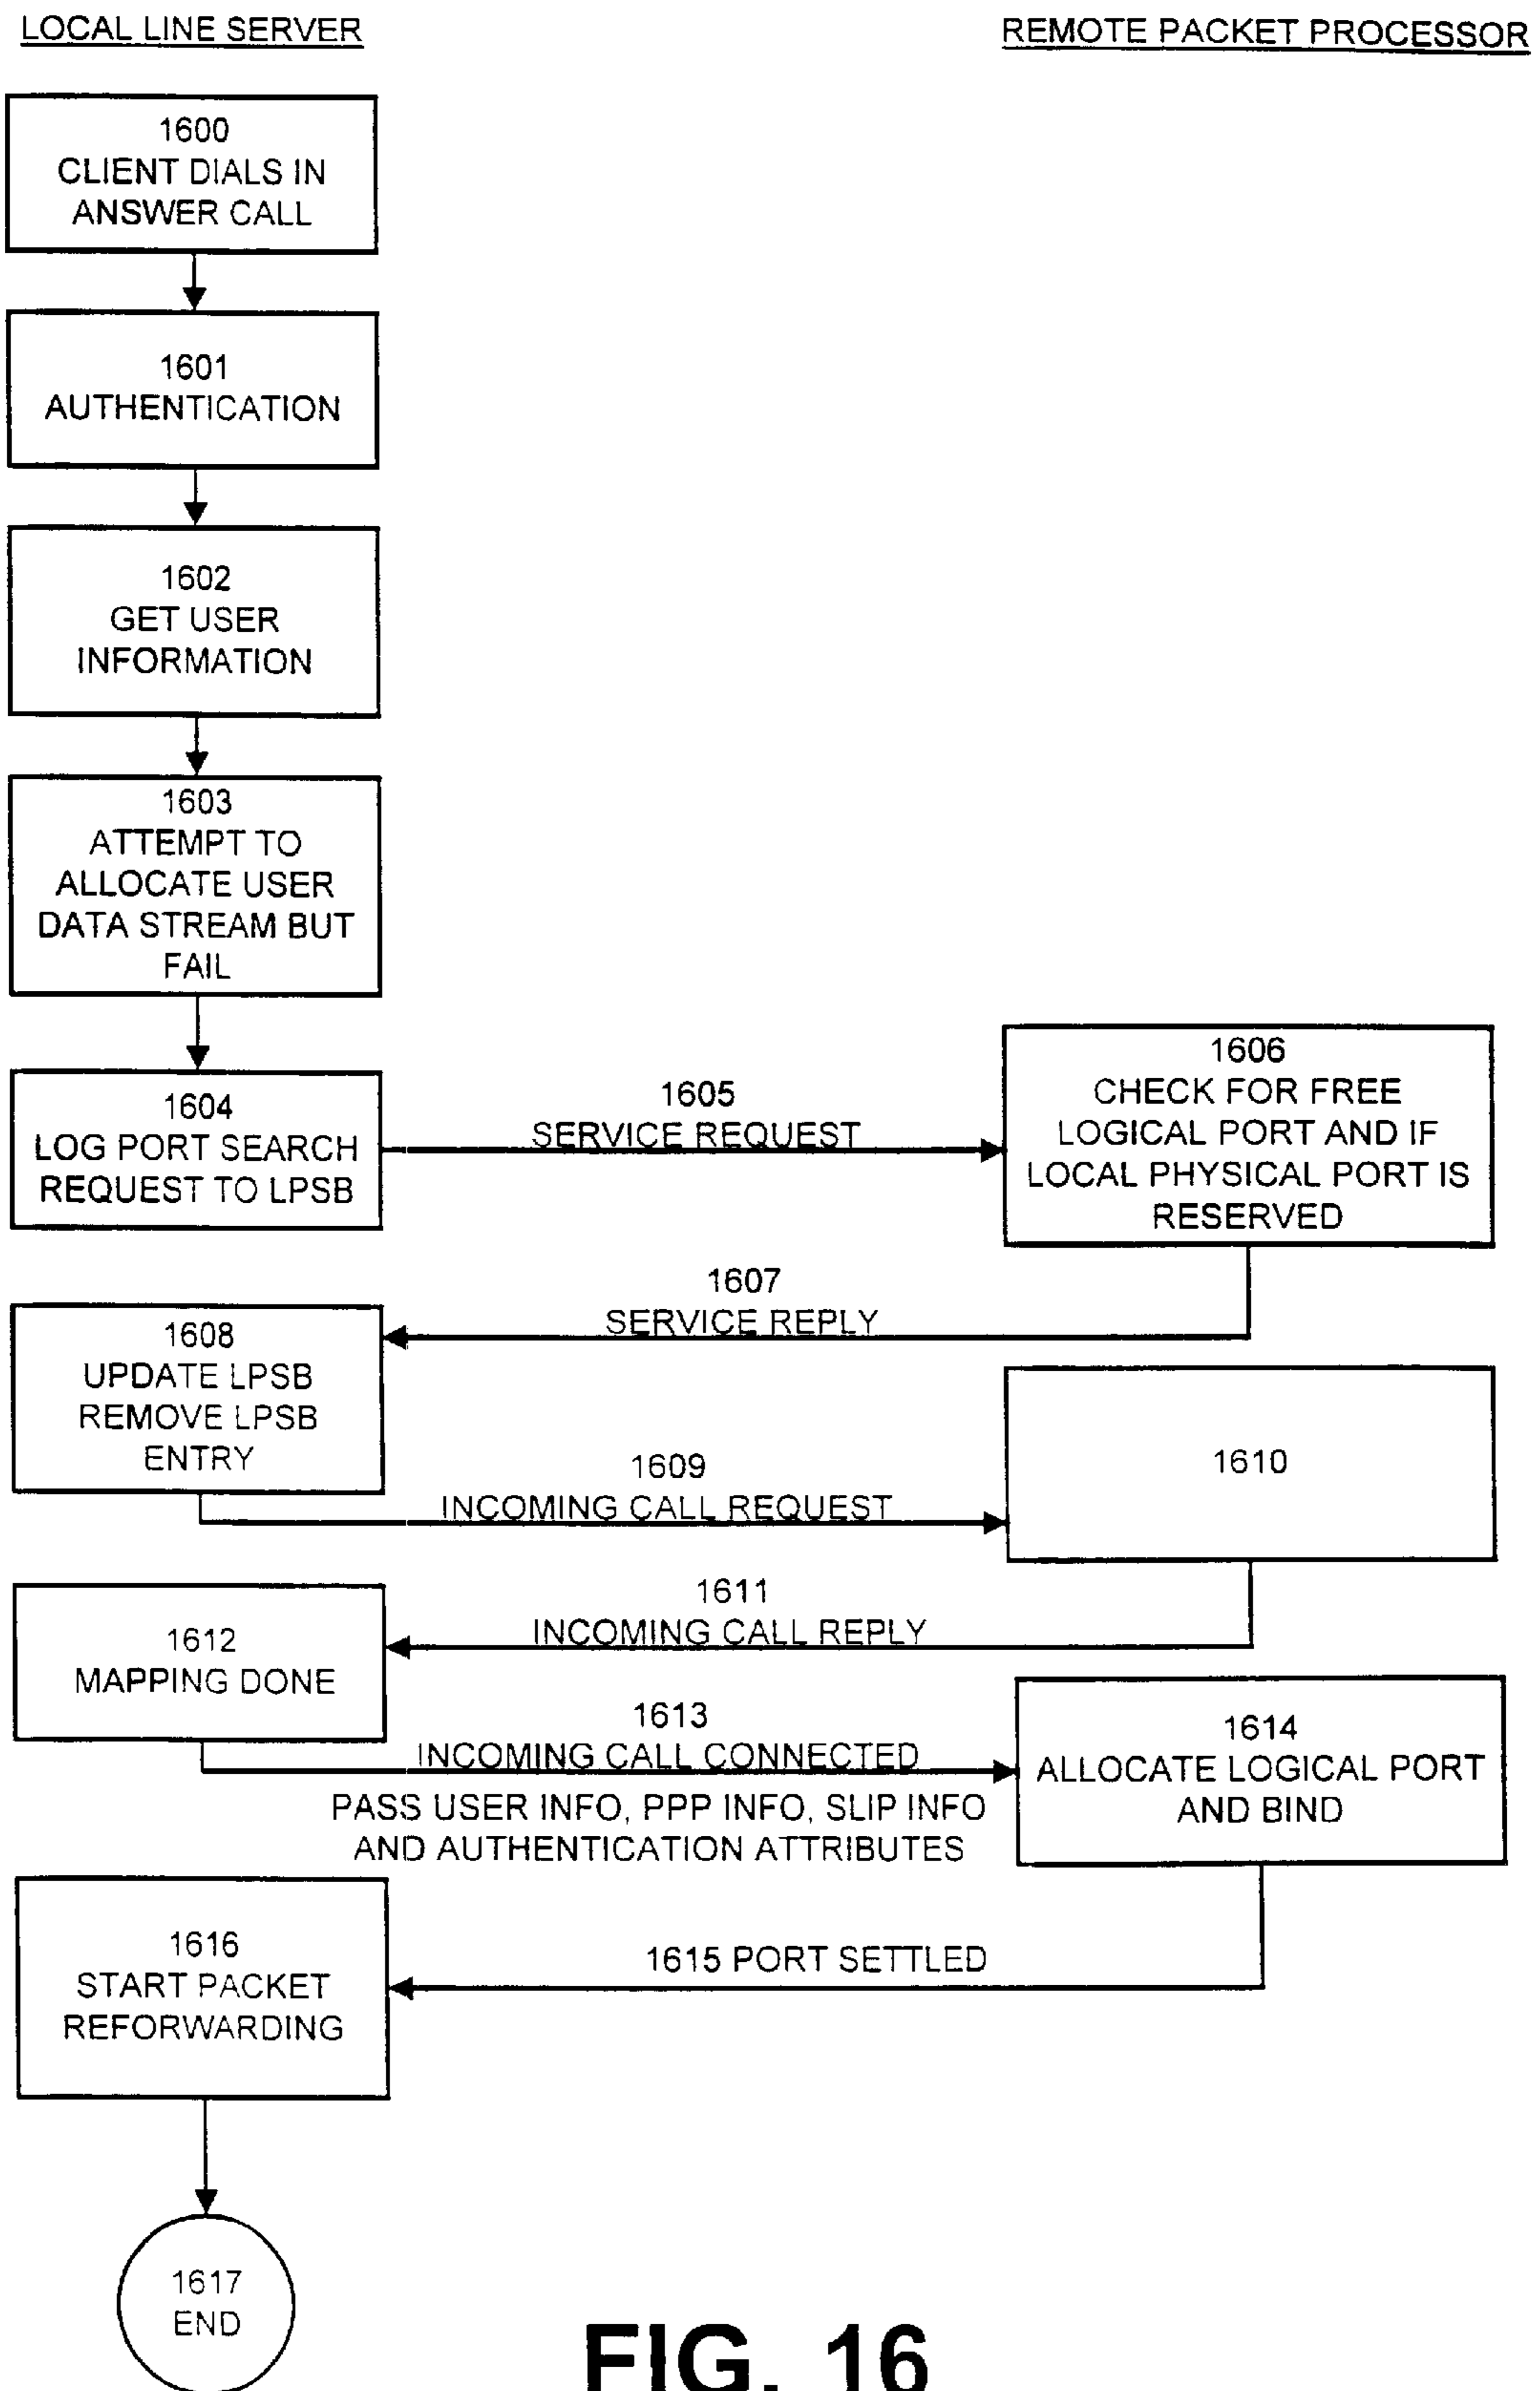 LOCAL LINE SERVER
REMOTE PACKET PROCESSOR
1600
CLIENT DIALS IN
ANSWER CALL
1601
AUTHENTICATION
1602
GET USER
INFORMATION
1603
ATTEMPT TO
ALLOCATE USER
DATA STREAM BUT
FAIL
1604
LOG PORT SEARCH
REQUEST TO LPSB
1605
SERVICE REQUEST
1606
CHECK FOR FREE
LOGICAL PORT AND IF
LOCAL PHYSICAL PORT IS
RESERVED
1607
SERVICE REPLY
1608
UPDATE LPSB
REMOVE LPSB
ENTRY
1609
INCOMING CALL REQUEST
1610
1611
INCOMING CALL REPLY
1612
MAPPING DONE
1613
INCOMING CALL CONNECTED
PASS USER INFO, PPP INFO, SLIP INFO
AND AUTHENTICATION ATTRIBUTES
1614
ALLOCATE LOGICAL PORT
AND BIND
1615 PORT SETTLED
1616
START PACKET
REFORWARDING
1617
END
FIG. 16